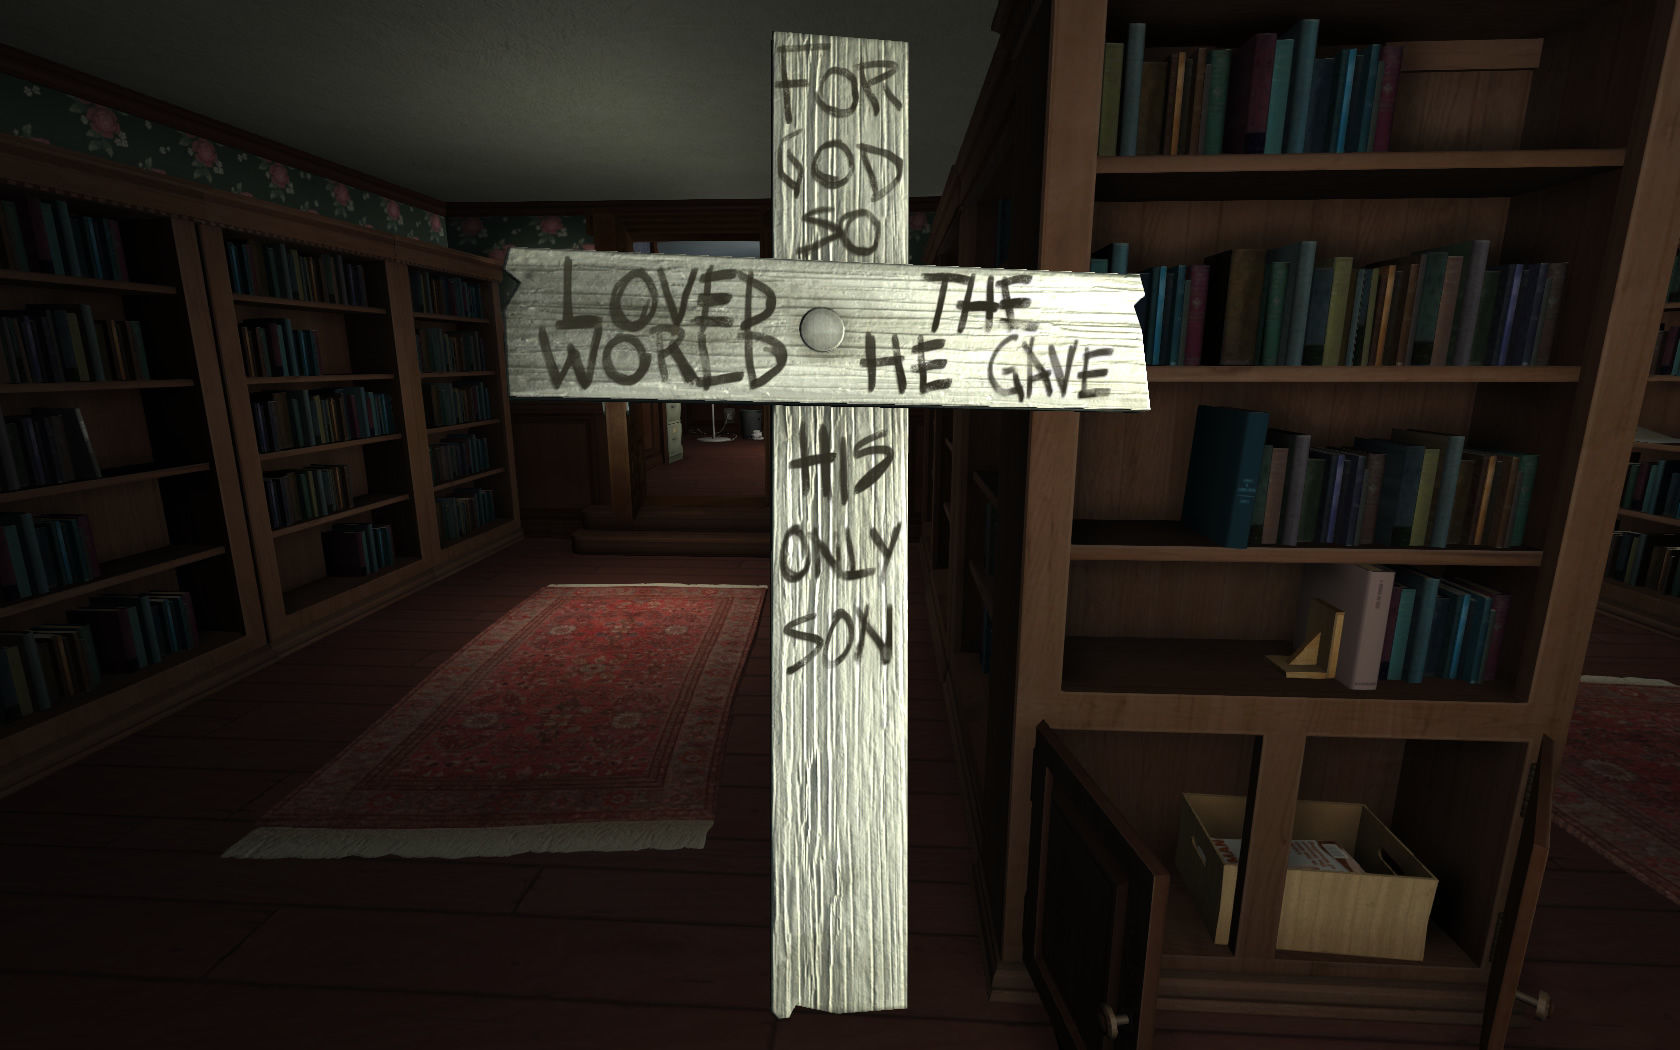 FOR
GOD
SO
LOVED THE
WORLD HE GAVE
HIS
ONLY
SON